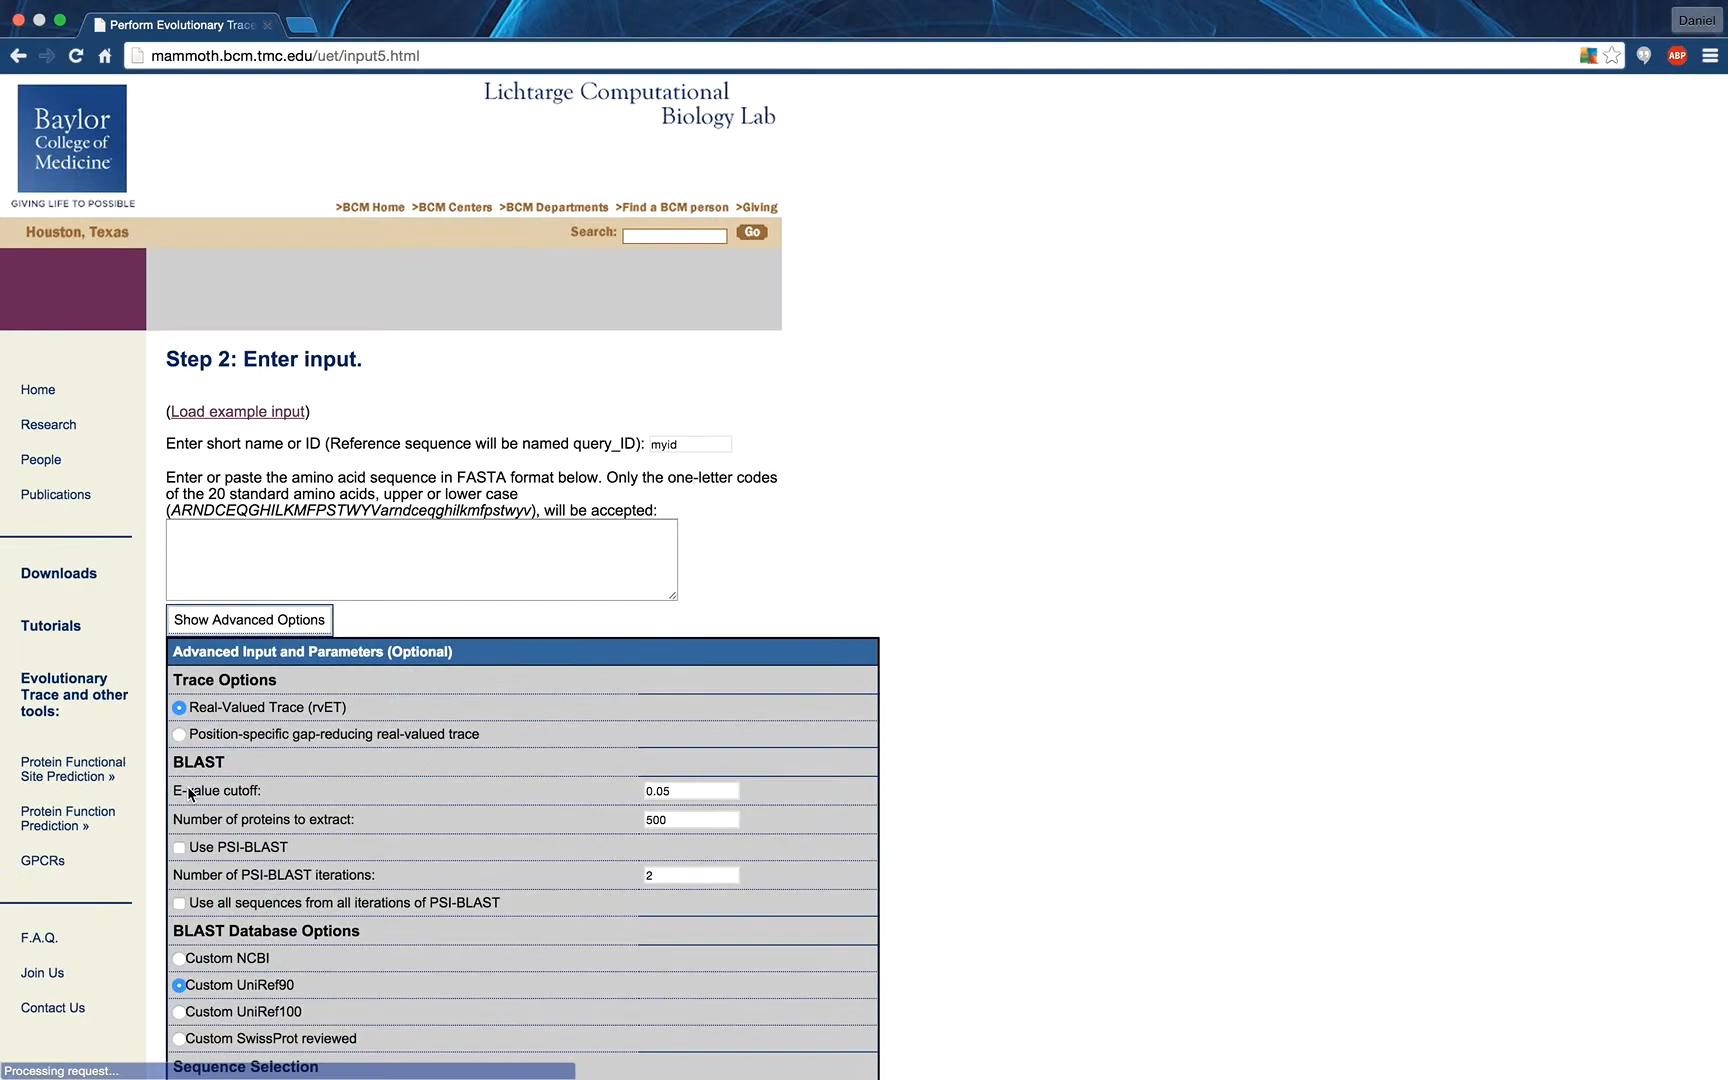 Perform Evolutionary Trace
Daniel
mammoth.bcm.tmc.edu/uet/input5.html
ABP
Baylor
College of
Medicine
GIVING LIFE TO POSSIBLE
Lichtarge Computational
Biology Lab
>BCM Home >BCM Centers >BCM Departments >Find a BCM person >Giving
Houston, Texas
Search:
Go
Home
Research
People
Publications
Downloads
Tutorials
Evolutionary
Trace and other
tools:
Protein Functional
Site Prediction »
Protein Function
Prediction »
GPCRs
F.A.Q.
Join Us
Contact Us
Step 2: Enter input.
(Load example input)
Enter short name or ID (Reference sequence will be named query_ID): myid
Enter or paste the amino acid sequence in FASTA format below. Only the one-letter codes
of the 20 standard amino acids, upper or lower case
(ARNDCEQGHILKMFPSTWYVarndceqghilkmfpstwyv), will be accepted:
Show Advanced Options
Advanced Input and Parameters (Optional)
Trace Options
Real-Valued Trace (rvET)
Position-specific gap-reducing real-valued trace
BLAST
E-value cutoff: 0.05
Number of proteins to extract: 500
Use PSI-BLAST
Number of PSI-BLAST iterations: 2
Use all sequences from all iterations of PSI-BLAST
BLAST Database Options
Custom NCBI
Custom UniRef90
Custom UniRef100
Custom SwissProt reviewed
Sequence Selection
Processing request...